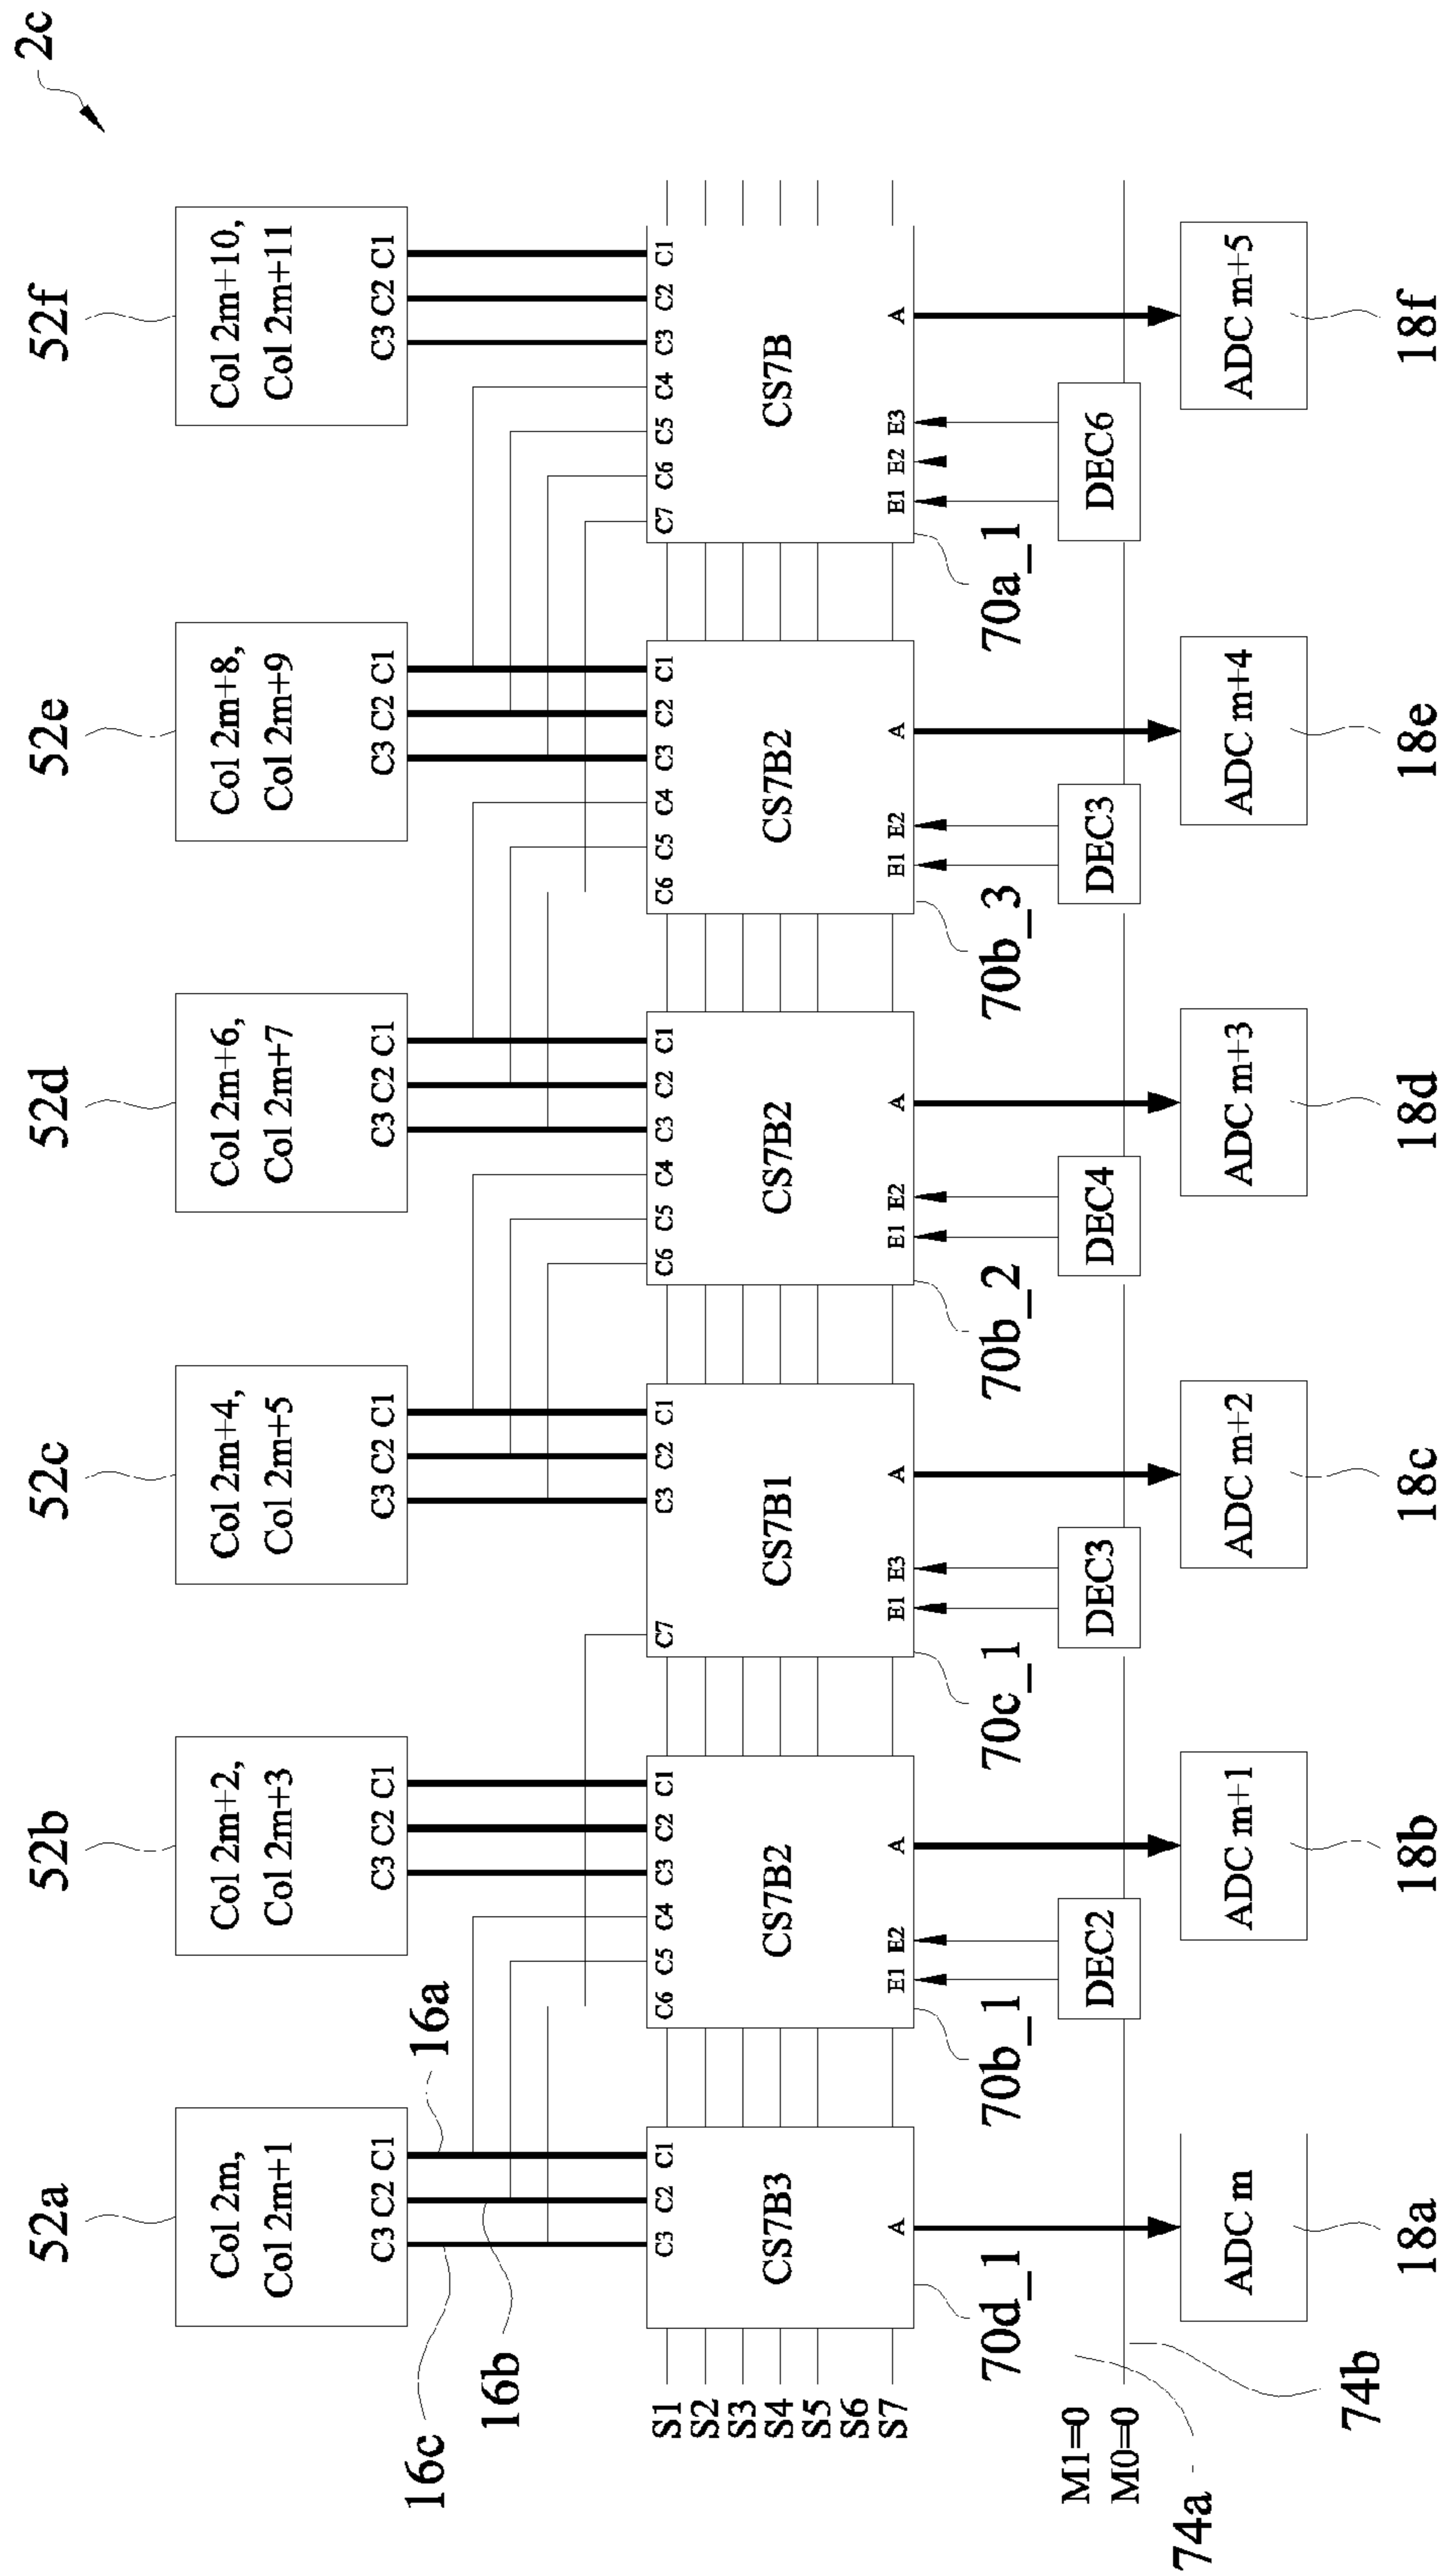 2c
52a
52b
52c
52d
52e
52f
Col 2m,
Col 2m+1
Col 2m+2,
Col 2m+3
Col 2m+4,
Col 2m+5
Col 2m+6,
Col 2m+7
Col 2m+8,
Col 2m+9
Col 2m+10,
Col 2m+11
C3 C2 C1
C3 C2 C1
C3 C2 C1
C3 C2 C1
C3 C2 C1
C3 C2 C1
16c
16b
16a
S1
S2
S3
S4
S5
S6
S7
C3 C2 C1
CS7B3
A
C6 C5 C4 C3 C2 C1
CS7B2
E1 E2 A
C7 C3 C2 C1
CS7B1
E1 E3 A
C6 C5 C4 C3 C2 C1
CS7B2
E1 E2 A
C6 C5 C4 C3 C2 C1
CS7B2
E1 E2 A
C7 C6 C5 C4 C3 C2 C1
CS7B
E1 E2 E3 A
70d_1
70b_1
70c_1
70b_2
70b_3
70a_1
M1=0
M0=0
DEC2
DEC3
DEC4
DEC3
DEC6
74a
74b
ADC m
ADC m+1
ADC m+2
ADC m+3
ADC m+4
ADC m+5
18a
18b
18c
18d
18e
18f